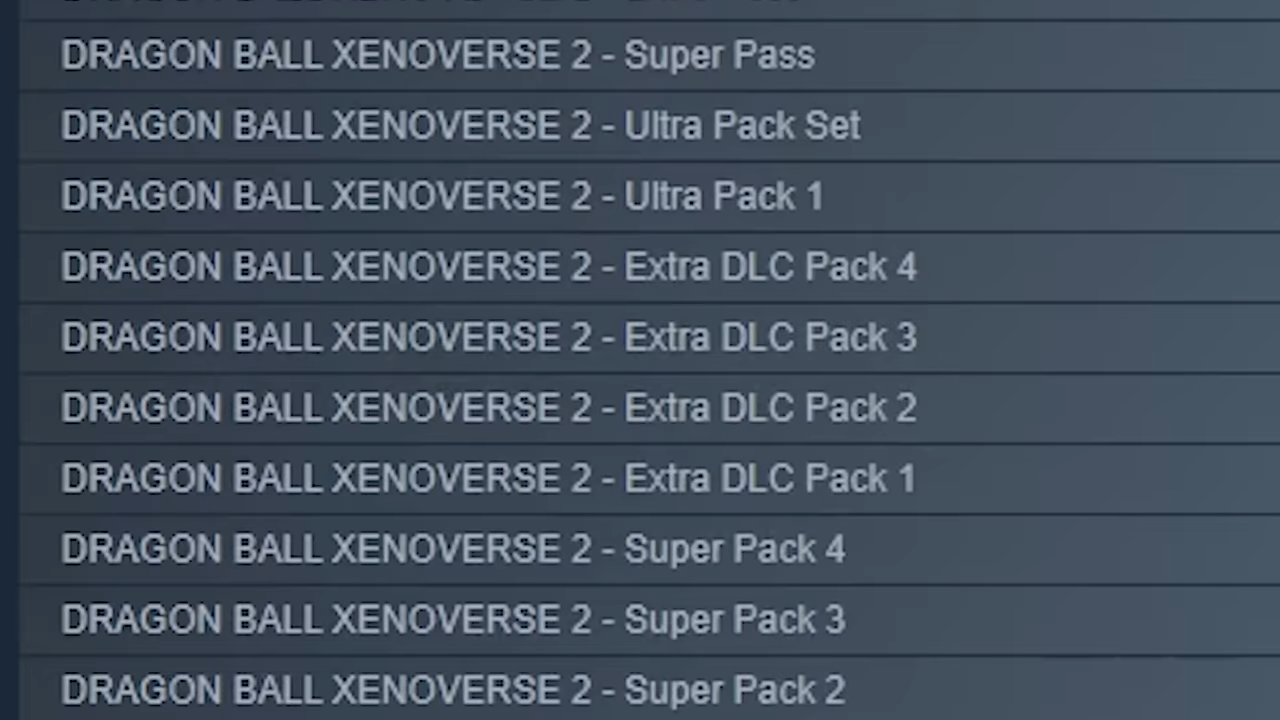 DRAGON BALL XENOVERSE 2 - Super Pass
DRAGON BALL XENOVERSE 2 - Ultra Pack Set
DRAGON BALL XENOVERSE 2 - Ultra Pack 1
DRAGON BALL XENOVERSE 2 - Extra DLC Pack 4
DRAGON BALL XENOVERSE 2 - Extra DLC Pack 3
DRAGON BALL XENOVERSE 2 - Extra DLC Pack 2
DRAGON BALL XENOVERSE 2 - Extra DLC Pack 1
DRAGON BALL XENOVERSE 2 - Super Pack 4
DRAGON BALL XENOVERSE 2 - Super Pack 3
DRAGON BALL XENOVERSE 2 - Super Pack 2